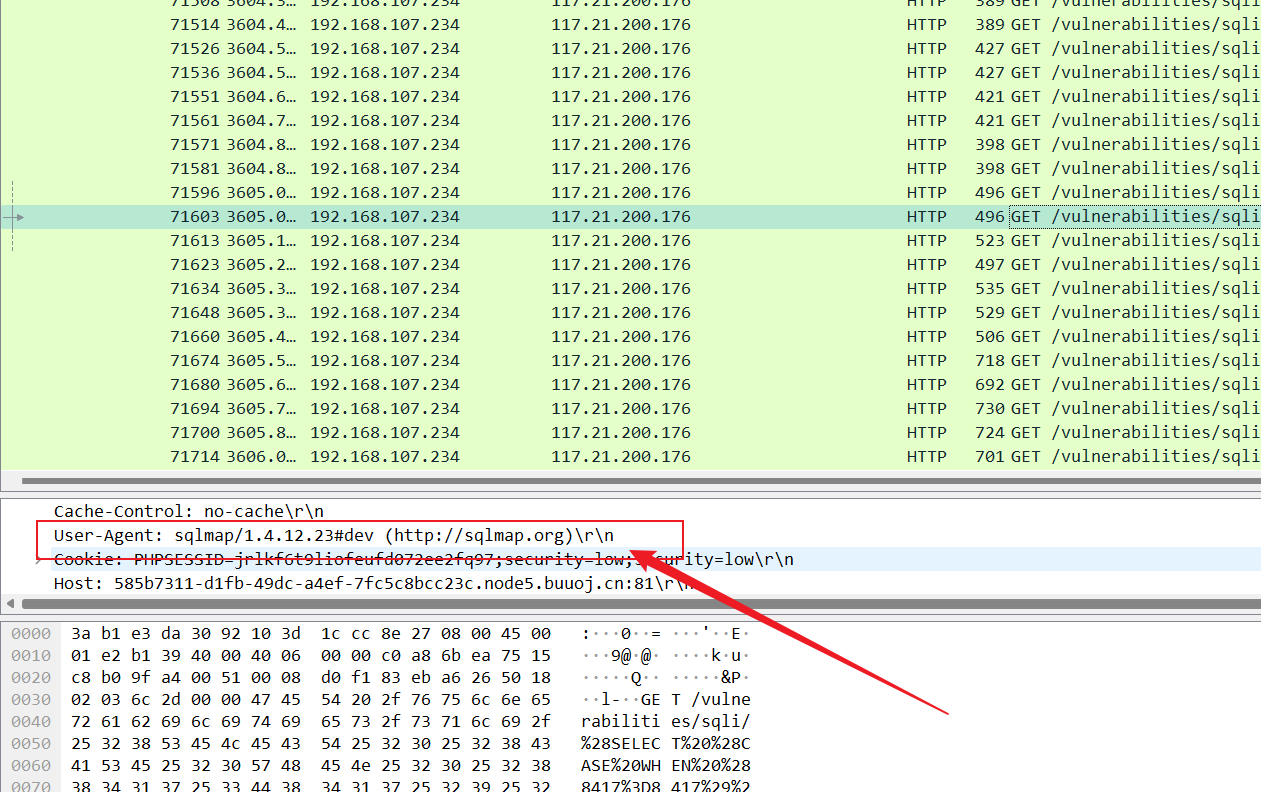 71508 3604.3… 192.168.107.234 117.21.200.176 HTTP 389 GET /vulnerabilities/sqli
71514 3604.4… 192.168.107.234 117.21.200.176 HTTP 389 GET /vulnerabilities/sqli
71526 3604.5… 192.168.107.234 117.21.200.176 HTTP 427 GET /vulnerabilities/sqli
71536 3604.5… 192.168.107.234 117.21.200.176 HTTP 427 GET /vulnerabilities/sqli
71551 3604.6… 192.168.107.234 117.21.200.176 HTTP 421 GET /vulnerabilities/sqli
71561 3604.7… 192.168.107.234 117.21.200.176 HTTP 421 GET /vulnerabilities/sqli
71571 3604.8… 192.168.107.234 117.21.200.176 HTTP 398 GET /vulnerabilities/sqli
71581 3604.8… 192.168.107.234 117.21.200.176 HTTP 398 GET /vulnerabilities/sqli
71596 3605.0… 192.168.107.234 117.21.200.176 HTTP 496 GET /vulnerabilities/sqli
71603 3605.0… 192.168.107.234 117.21.200.176 HTTP 496 GET /vulnerabilities/sqli
71613 3605.1… 192.168.107.234 117.21.200.176 HTTP 523 GET /vulnerabilities/sqli
71623 3605.2… 192.168.107.234 117.21.200.176 HTTP 497 GET /vulnerabilities/sqli
71634 3605.3… 192.168.107.234 117.21.200.176 HTTP 535 GET /vulnerabilities/sqli
71648 3605.3… 192.168.107.234 117.21.200.176 HTTP 529 GET /vulnerabilities/sqli
71660 3605.4… 192.168.107.234 117.21.200.176 HTTP 506 GET /vulnerabilities/sqli
71674 3605.5… 192.168.107.234 117.21.200.176 HTTP 718 GET /vulnerabilities/sqli
71680 3605.6… 192.168.107.234 117.21.200.176 HTTP 692 GET /vulnerabilities/sqli
71694 3605.7… 192.168.107.234 117.21.200.176 HTTP 730 GET /vulnerabilities/sqli
71700 3605.8… 192.168.107.234 117.21.200.176 HTTP 724 GET /vulnerabilities/sqli
71714 3606.0… 192.168.107.234 117.21.200.176 HTTP 701 GET /vulnerabilities/sqli
Cache-Control: no-cache\r\n
User-Agent: sqlmap/1.4.12.23#dev (http://sqlmap.org)\r\n
Cookie: PHPSESSID=jrlkf6t9liofeufd072ee2fq97;security=low;security=low\r\n
Host: 585b7311-d1fb-49dc-a4ef-7fc5c8bcc23c.node5.buuoj.cn:81\r\n
0000 3a b1 e3 da 30 92 10 3d 1c cc 8e 27 08 00 45 00 :···0··= ···'··E·
0010 01 e2 b1 39 40 00 40 06 00 00 c0 a8 6b ea 75 15 ···9@·@· ····k·u·
0020 c8 b0 9f a4 00 51 00 08 d0 f1 83 eb a6 26 50 18 ·····Q·· ·····&P·
0030 02 03 6c 2d 00 00 47 45 54 20 2f 76 75 6c 6e 65 ··l-··GE T /vulne
0040 72 61 62 69 6c 69 74 69 65 73 2f 73 71 6c 69 2f rabiliti es/sqli/
0050 25 32 38 53 45 4c 45 43 54 25 32 30 25 32 38 43 %28SELEC T%20%28C
0060 41 53 45 25 32 30 57 48 45 4e 25 32 30 25 32 38 ASE%20WH EN%20%28
0070 38 34 31 37 25 33 44 38 34 31 37 25 32 39 25 32 8417%3D8 417%29%2